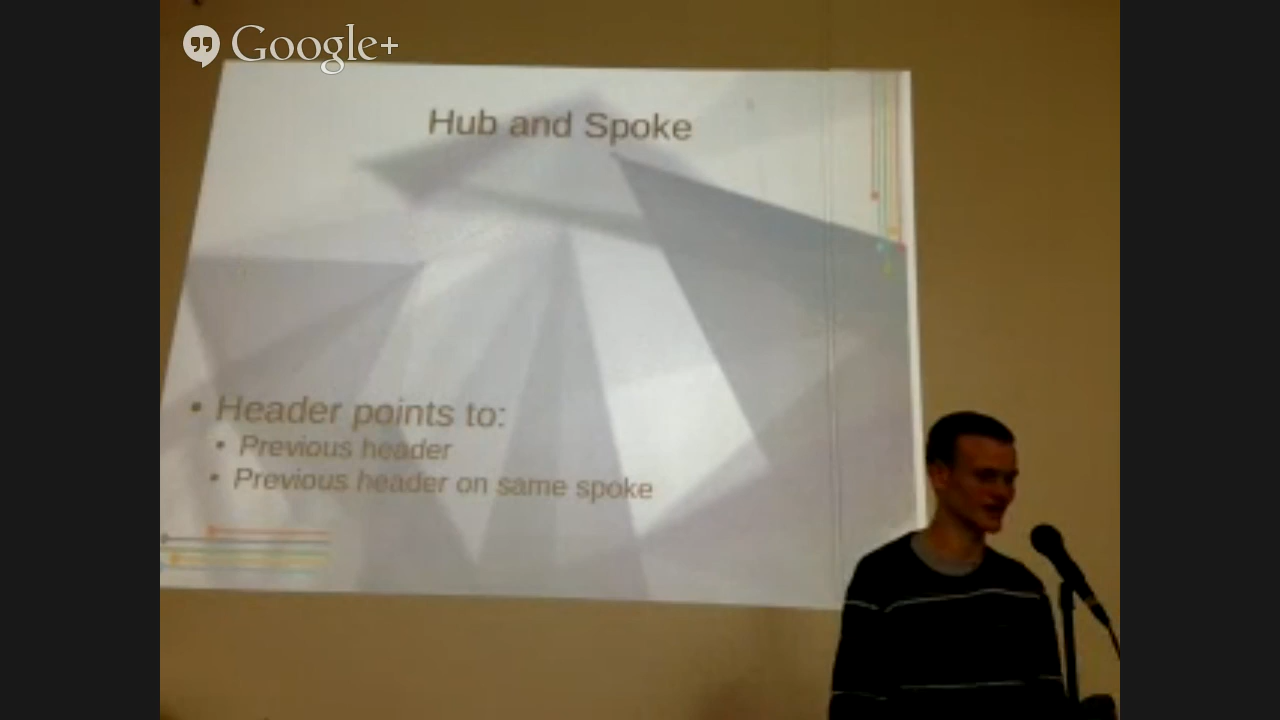 Google+
Hub and Spoke
• Header points to:
• Previous header
• Previous header on same spoke